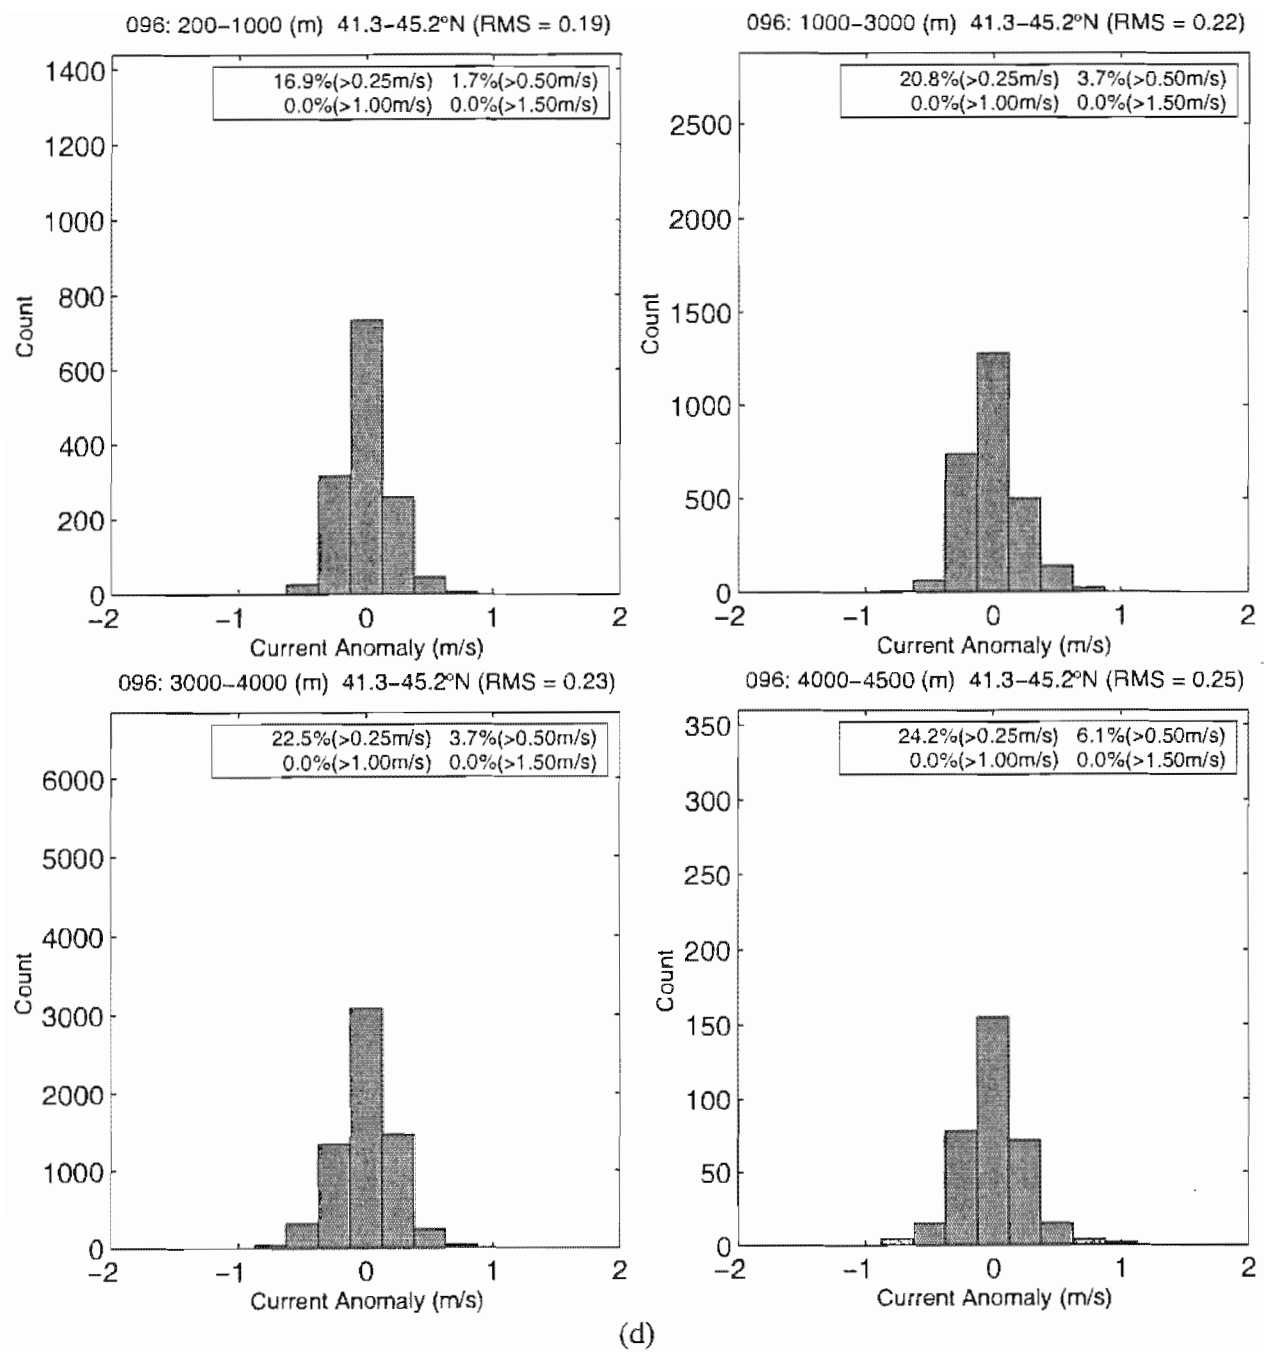 096: 200−1000 (m) 41.3−45.2°N (RMS = 0.19)
16.9%(>0.25m/s) 1.7%(>0.50m/s)
0.0%(>1.00m/s) 0.0%(>1.50m/s)
1400
1200
1000
800
600
400
200
0
Count
−2 −1 0 1 2
Current Anomaly (m/s)
096: 1000−3000 (m) 41.3−45.2°N (RMS = 0.22)
20.8%(>0.25m/s) 3.7%(>0.50m/s)
0.0%(>1.00m/s) 0.0%(>1.50m/s)
2500
2000
1500
1000
500
0
Count
−2 −1 0 1 2
Current Anomaly (m/s)
096: 3000−4000 (m) 41.3−45.2°N (RMS = 0.23)
22.5%(>0.25m/s) 3.7%(>0.50m/s)
0.0%(>1.00m/s) 0.0%(>1.50m/s)
6000
5000
4000
3000
2000
1000
0
Count
−2 −1 0 1 2
Current Anomaly (m/s)
096: 4000−4500 (m) 41.3−45.2°N (RMS = 0.25)
24.2%(>0.25m/s) 6.1%(>0.50m/s)
0.0%(>1.00m/s) 0.0%(>1.50m/s)
350
300
250
200
150
100
50
0
Count
−2 −1 0 1 2
Current Anomaly (m/s)
(d)